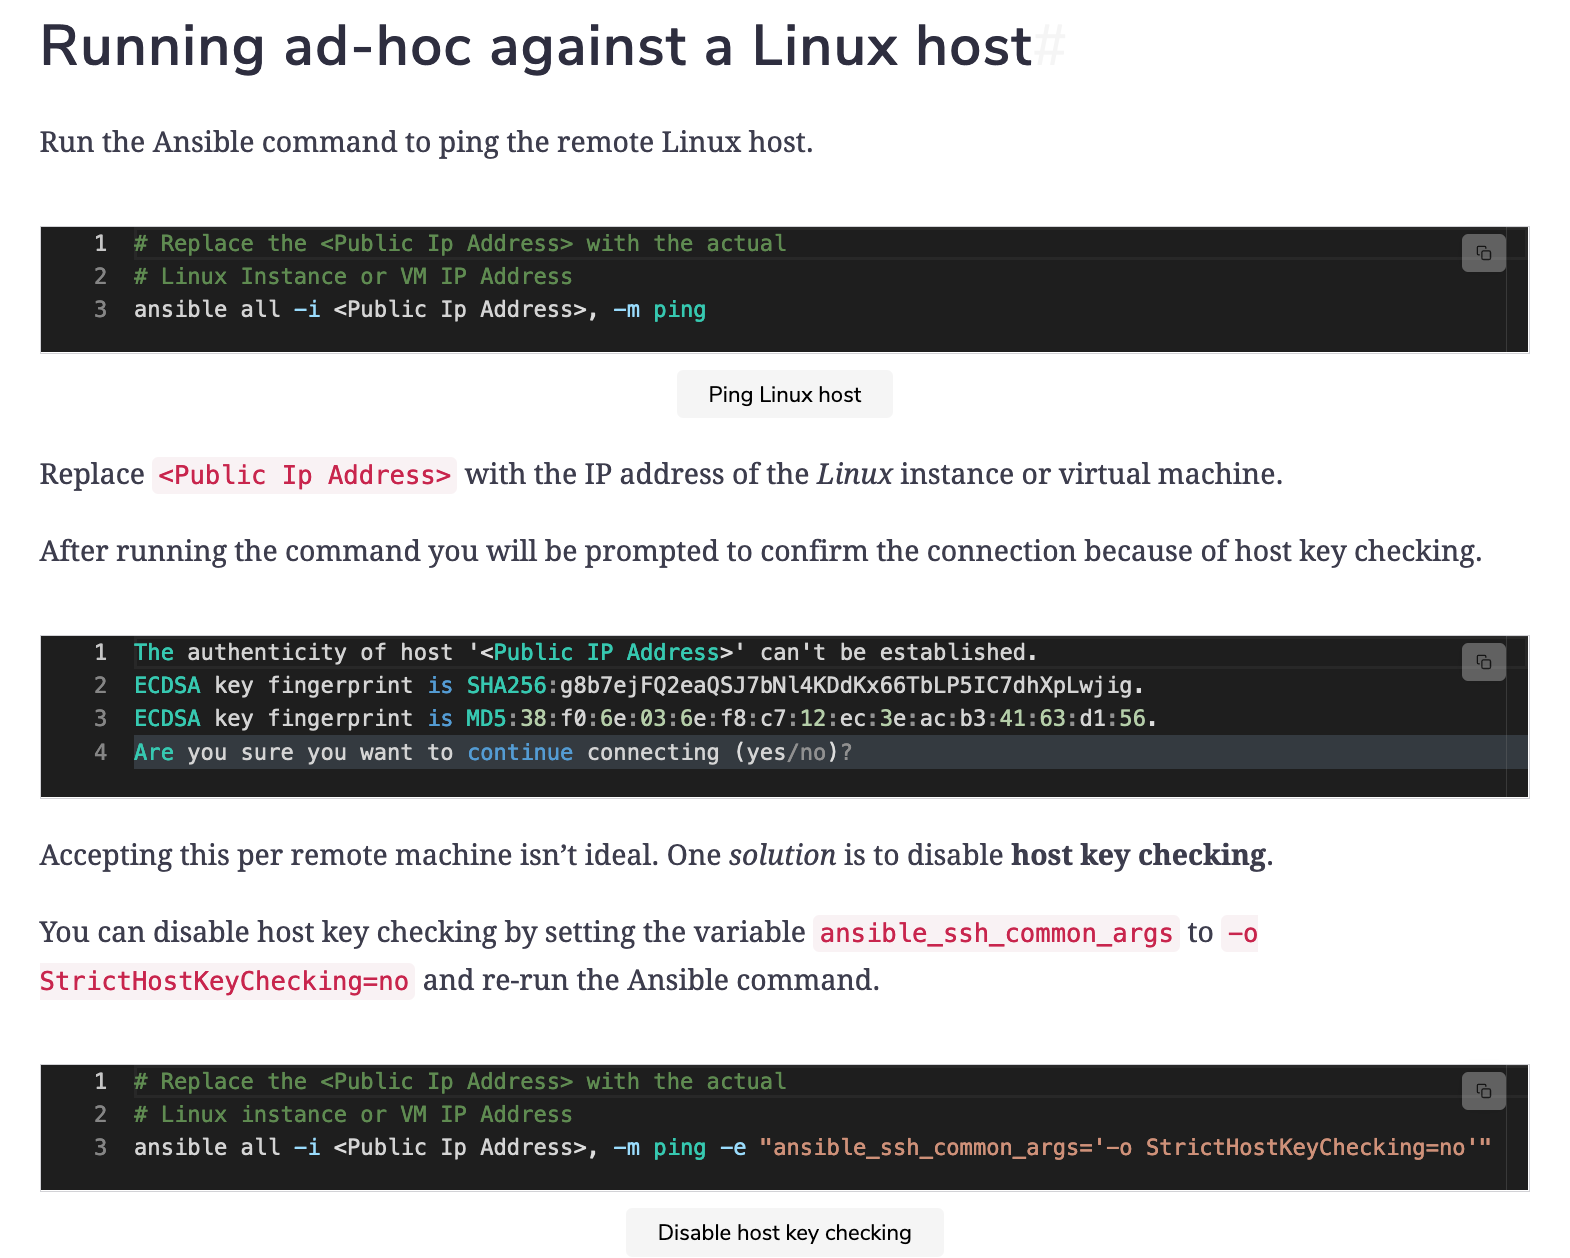 Running ad-hoc against a Linux host#
Run the Ansible command to ping the remote Linux host.
1 # Replace the <Public Ip Address> with the actual
2 # Linux Instance or VM IP Address
3 ansible all -i <Public Ip Address>, -m ping
Ping Linux host
Replace <Public Ip Address> with the IP address of the Linux instance or virtual machine.
After running the command you will be prompted to confirm the connection because of host key checking.
1 The authenticity of host '<Public IP Address>' can't be established.
2 ECDSA key fingerprint is SHA256:g8b7ejFQ2eaQSJ7bNl4KDdKx66TbLP5IC7dhXpLwjig.
3 ECDSA key fingerprint is MD5:38:f0:6e:03:6e:f8:c7:12:ec:3e:ac:b3:41:63:d1:56.
4 Are you sure you want to continue connecting (yes/no)?
Accepting this per remote machine isn’t ideal. One solution is to disable host key checking.
You can disable host key checking by setting the variable ansible_ssh_common_args to -o
StrictHostKeyChecking=no and re-run the Ansible command.
1 # Replace the <Public Ip Address> with the actual
2 # Linux instance or VM IP Address
3 ansible all -i <Public Ip Address>, -m ping -e "ansible_ssh_common_args='-o StrictHostKeyChecking=no'"
Disable host key checking